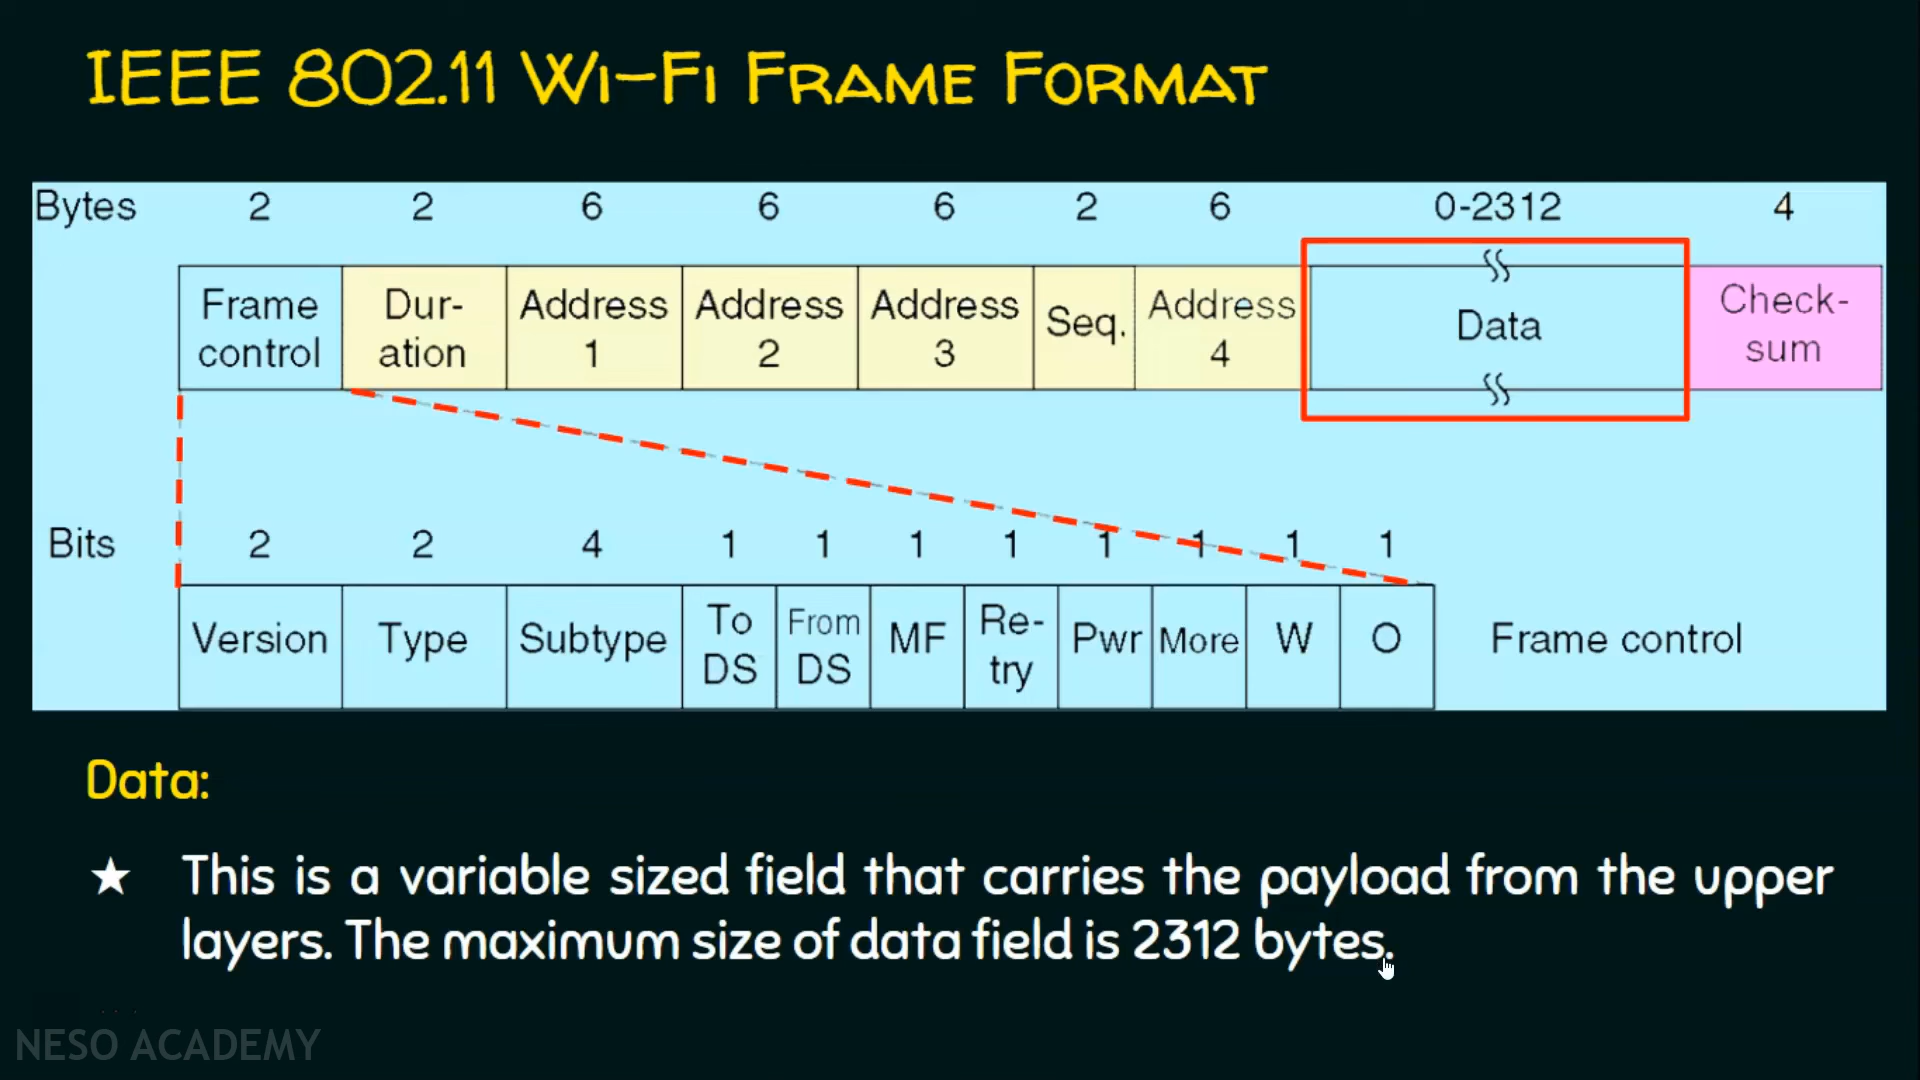 IEEE 802.11 Wi-Fi Frame Format
Bytes 2 2 6 6 6 2 6 0-2312 4
Frame control
Dur-ation
Address 1
Address 2
Address 3
Seq.
Address 4
Data
Check-sum
Bits 2 2 4 1 1 1 1 1 1 1 1
Version
Type
Subtype
To DS
From DS
MF
Re-try
Pwr
More
W
O
Frame control
Data:
★ This is a variable sized field that carries the payload from the upper
layers. The maximum size of data field is 2312 bytes.
NESO ACADEMY